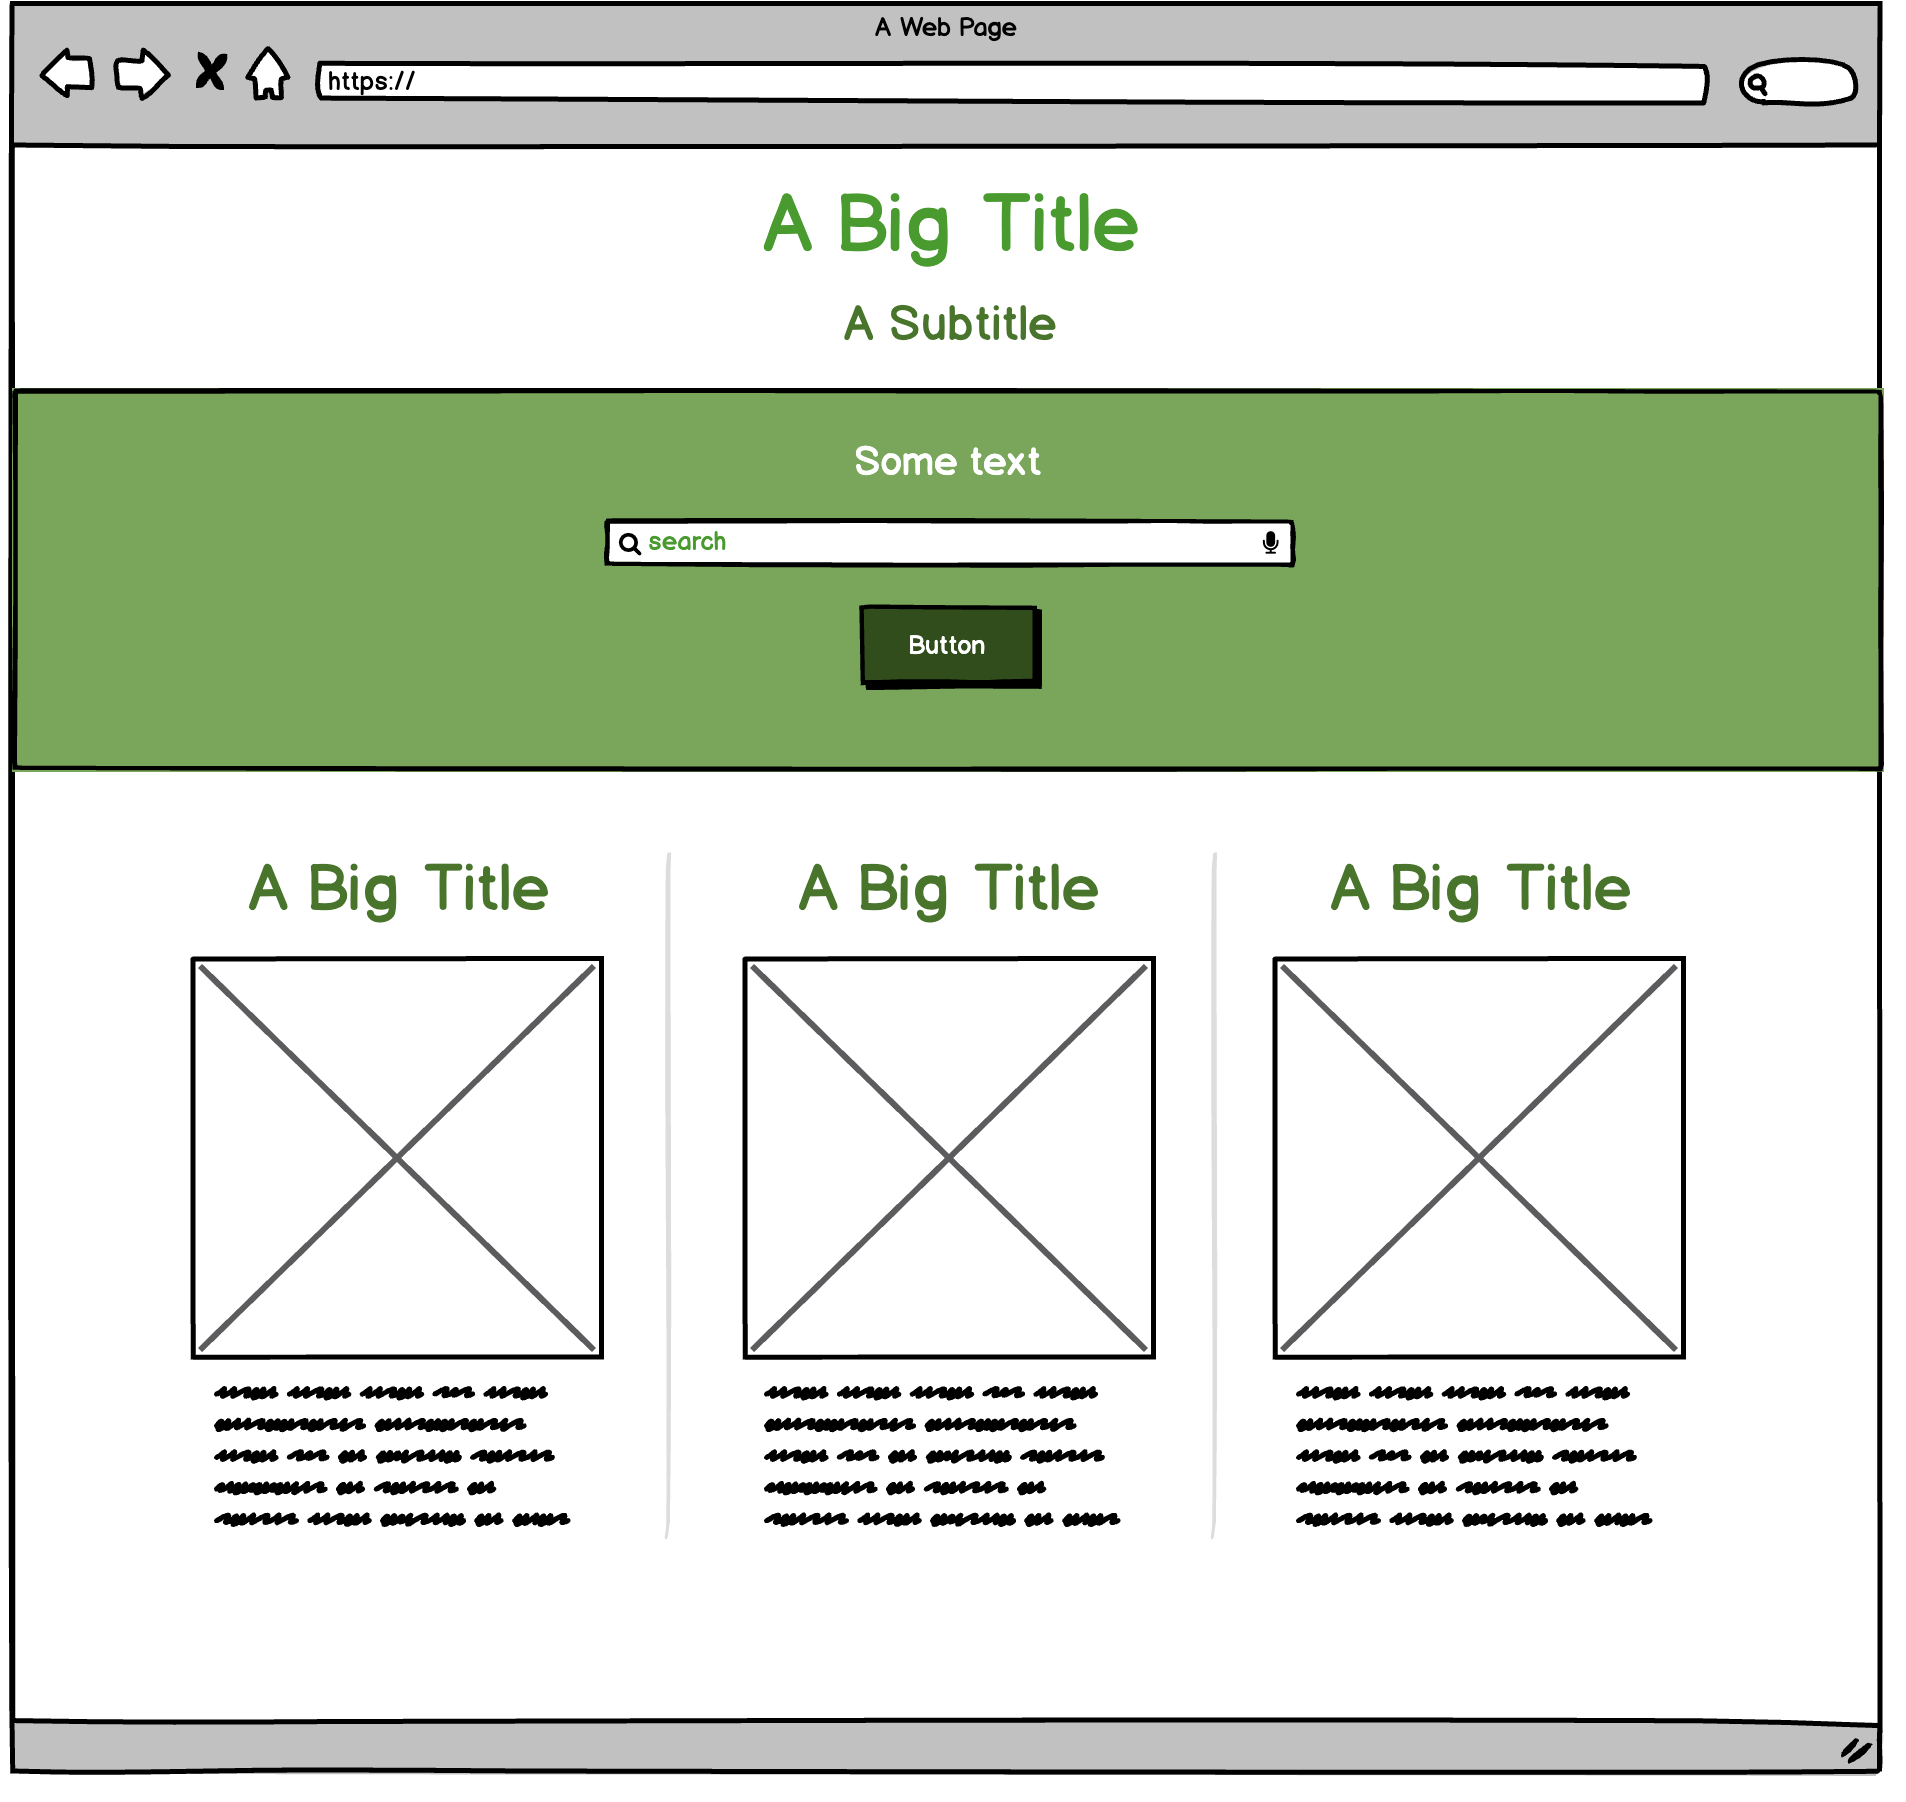 A Web Page
https://
A Big Title
A Subtitle
Some text
search
Button
A Big Title
A Big Title
A Big Title